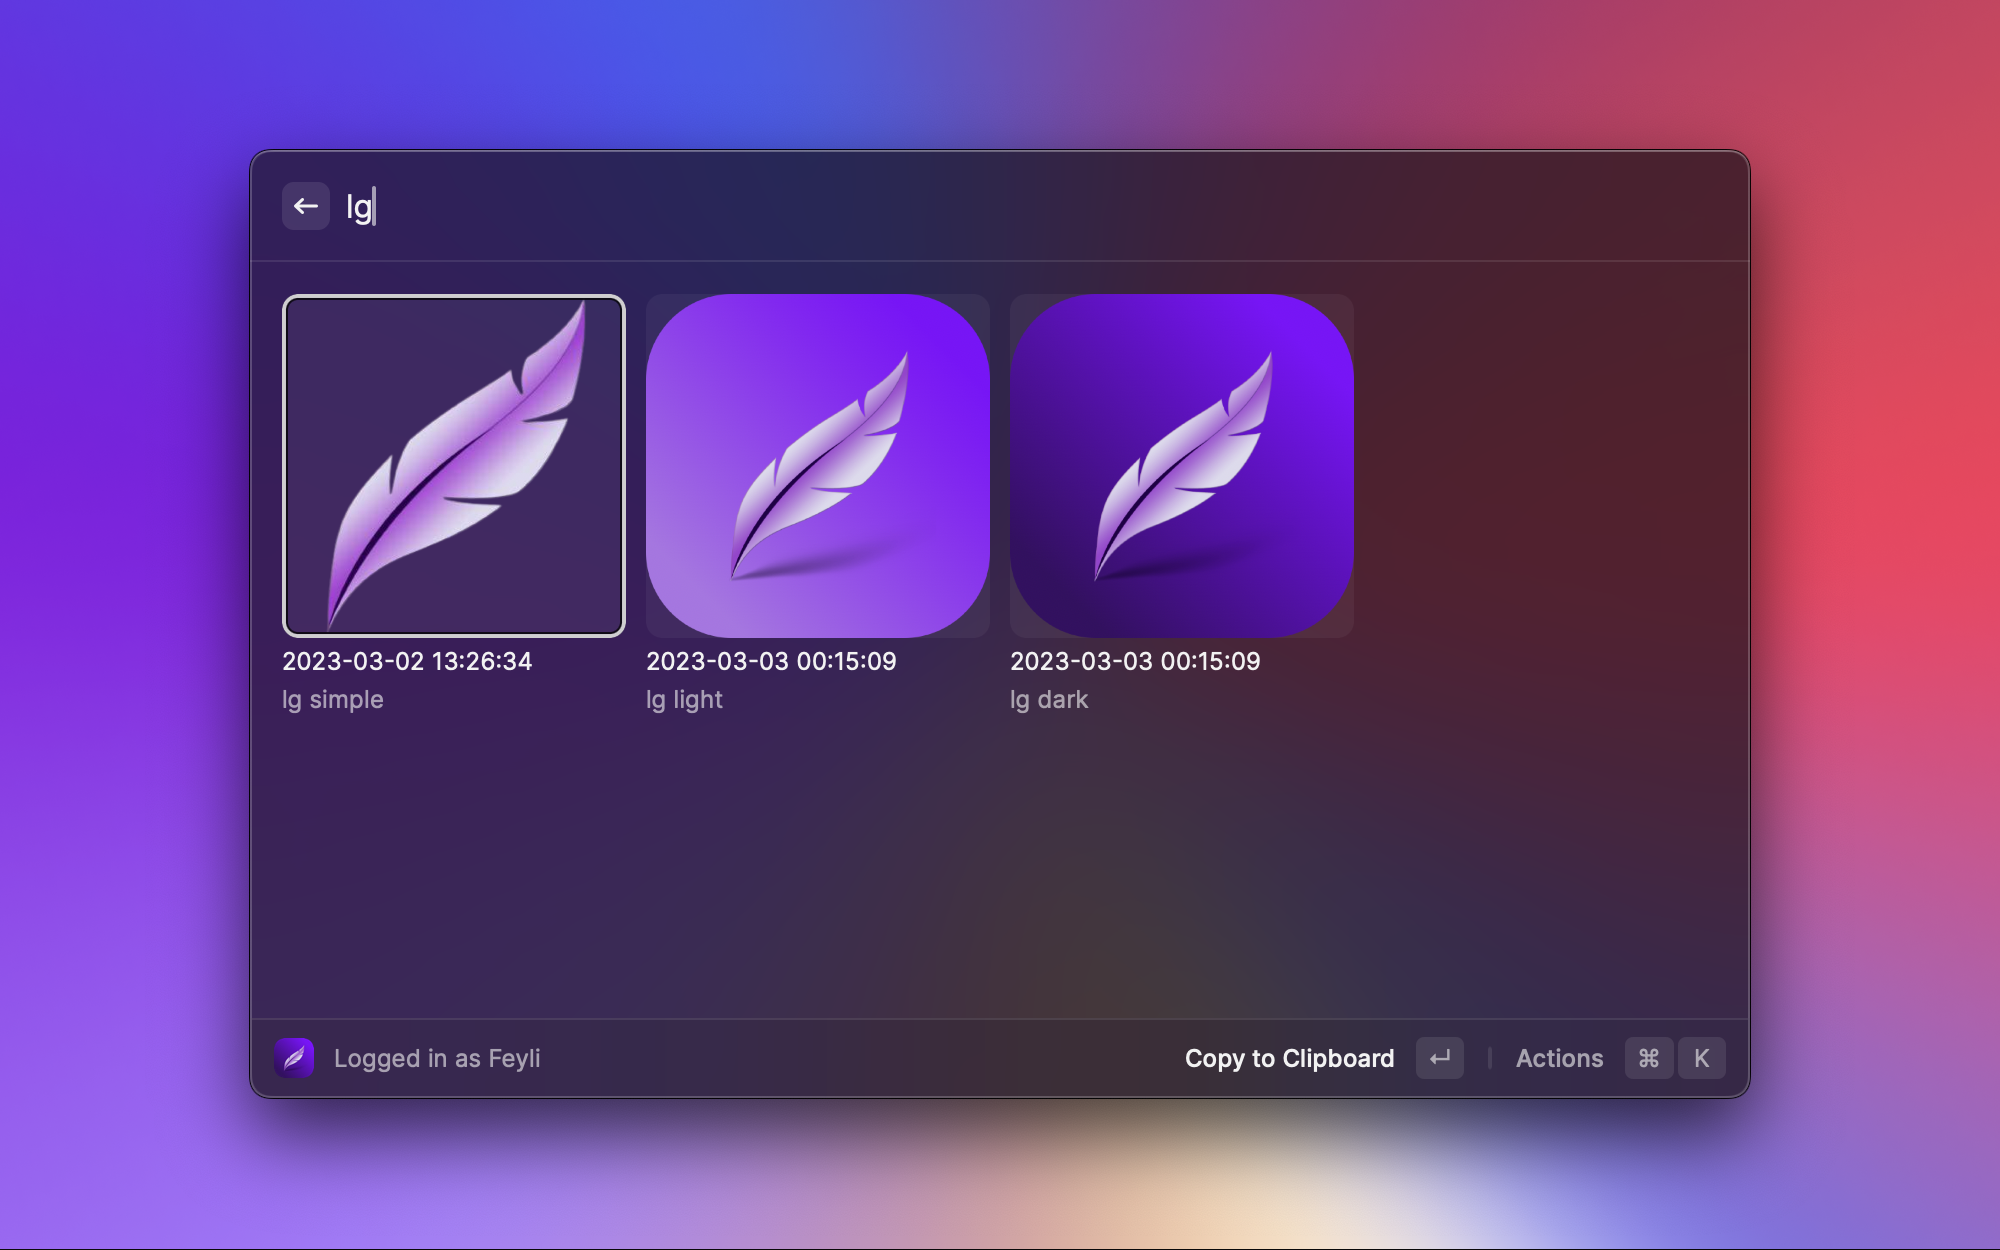 lg
2023-03-02 13:26:34
lg simple
2023-03-03 00:15:09
lg light
2023-03-03 00:15:09
lg dark
Logged in as Feyli
Copy to Clipboard ↵ | Actions ⌘ K